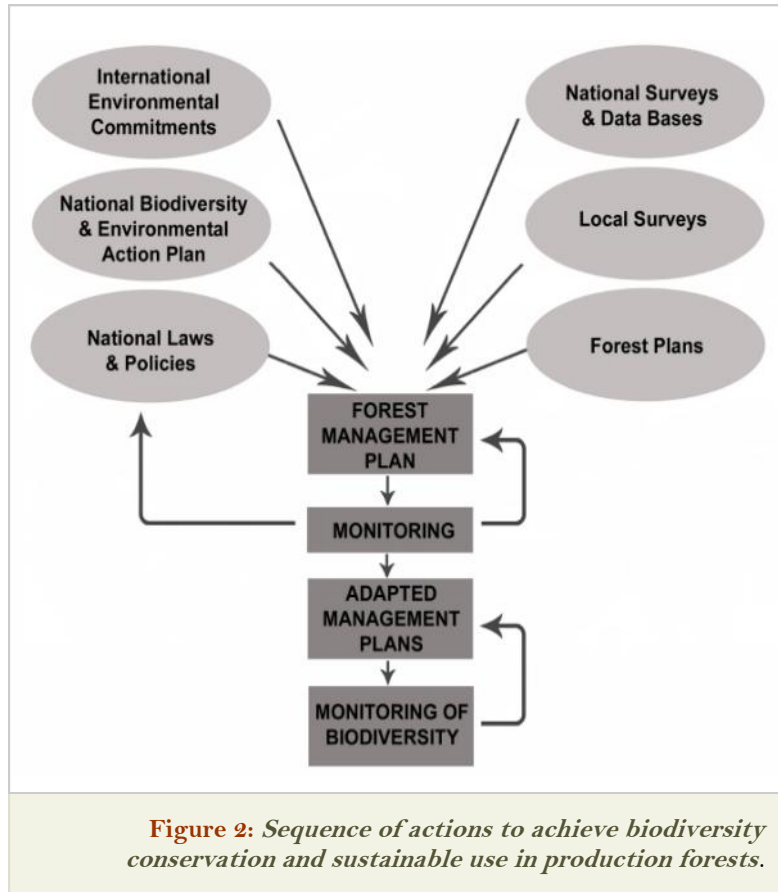 International
Environmental
Commitments
National Surveys
& Data Bases
National Biodiversity
& Environmental
Action Plan
Local Surveys
National Laws
& Policies
Forest Plans
FOREST
MANAGEMENT
PLAN
MONITORING
ADAPTED
MANAGEMENT
PLANS
MONITORING OF
BIODIVERSITY
Figure 2: Sequence of actions to achieve biodiversity
conservation and sustainable use in production forests.